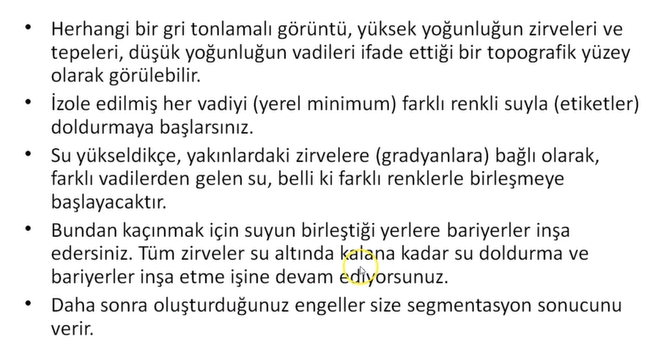 • Herhangi bir gri tonlamalı görüntü, yüksek yoğunluğun zirveleri ve
tepeleri, düşük yoğunluğun vadileri ifade ettiği bir topografik yüzey
olarak görülebilir.
• İzole edilmiş her vadiyi (yerel minimum) farklı renkli suyla (etiketler)
doldurmaya başlarsınız.
• Su yükseldikçe, yakınlardaki zirvelere (gradyanlara) bağlı olarak,
farklı vadilerden gelen su, belli ki farklı renklerle birleşmeye
başlayacaktır.
• Bundan kaçınmak için suyun birleştiği yerlere bariyerler inşa
edersiniz. Tüm zirveler su altında kalana kadar su doldurma ve
bariyerler inşa etme işine devam ediyorsunuz.
• Daha sonra oluşturduğunuz engeller size segmentasyon sonucunu
verir.